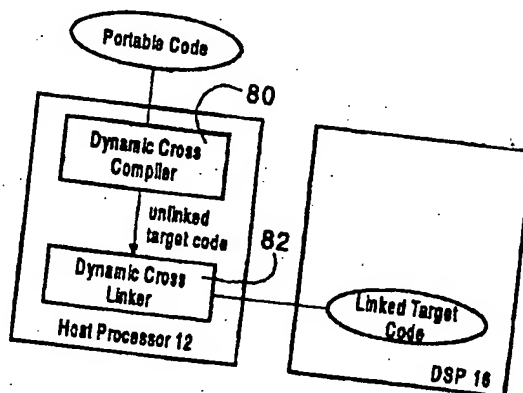 Portable Code
80
Dynamic Cross
Compiler
unlinked
target code
82
Dynamic Cross
Linker
Host Processor 12
Linked Target
Code
DSP 16